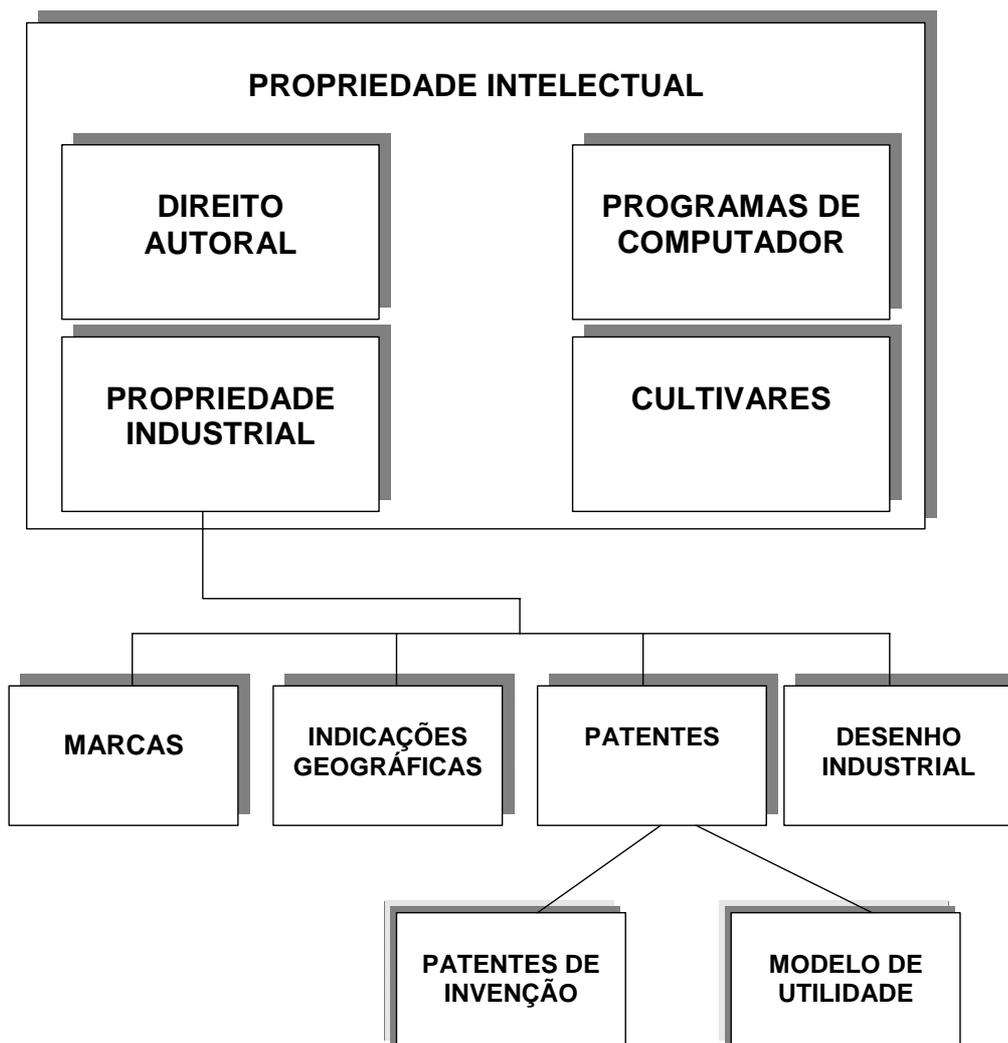 PROPRIEDADE INTELECTUAL
DIREITO
AUTORAL
PROGRAMAS DE
COMPUTADOR
PROPRIEDADE
INDUSTRIAL
CULTIVARES
MARCAS
INDICAÇÕES
GEOGRÁFICAS
PATENTES
DESENHO
INDUSTRIAL
PATENTES DE
INVENÇÃO
MODELO DE
UTILIDADE